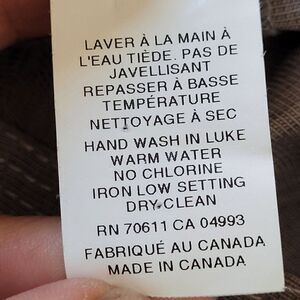 LAVER À LA MAIN À
L'EAU TIÈDE. PAS DE
JAVELLISANT
REPASSER À BASSE
TEMPÉRATURE
NETTOYAGE À SEC
HAND WASH IN LUKE
WARM WATER
NO CHLORINE
IRON LOW SETTING
DRY-CLEAN
RN 70611 CA 04993
FABRIQUÉ AU CANADA
MADE IN CANADA